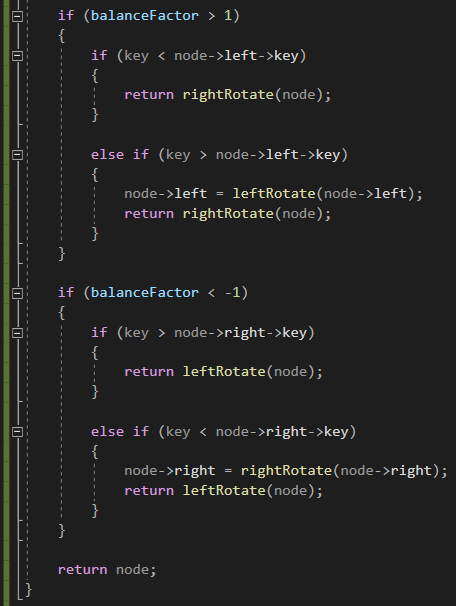 if (balanceFactor > 1)
{
if (key < node->left->key)
{
return rightRotate(node);
}
else if (key > node->left->key)
{
node->left = leftRotate(node->left);
return rightRotate(node);
}
}
if (balanceFactor < -1)
{
if (key > node->right->key)
{
return leftRotate(node);
}
else if (key < node->right->key)
{
node->right = rightRotate(node->right);
return leftRotate(node);
}
}
return node;
}